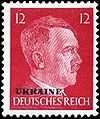 12 12
UKRAINE
DEUTSCHES REICH